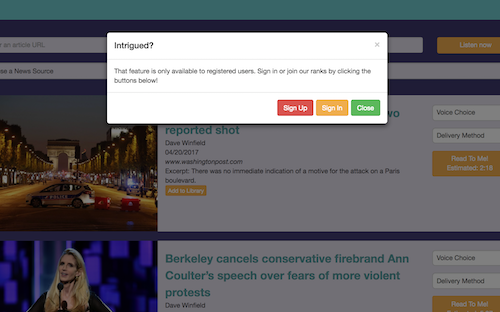 Intrigued?
×
That feature is only available to registered users. Sign in or join our ranks by clicking the
buttons below!
Sign Up
Sign In
Close
er an article URL
Listen now
se a News Source
wo
reported shot
Dave Winfield
04/20/2017
www.washingtonpost.com
Excerpt: There was no immediate indication of a motive for the attack on a Paris
boulevard.
Add to Library
Voice Choice
Delivery Method
Read To Me!
Estimated: 2:18
Berkeley cancels conservative firebrand Ann
Coulter's speech over fears of more violent
protests
Dave Winfield
Voice Choice
Delivery Method
Read To Me!